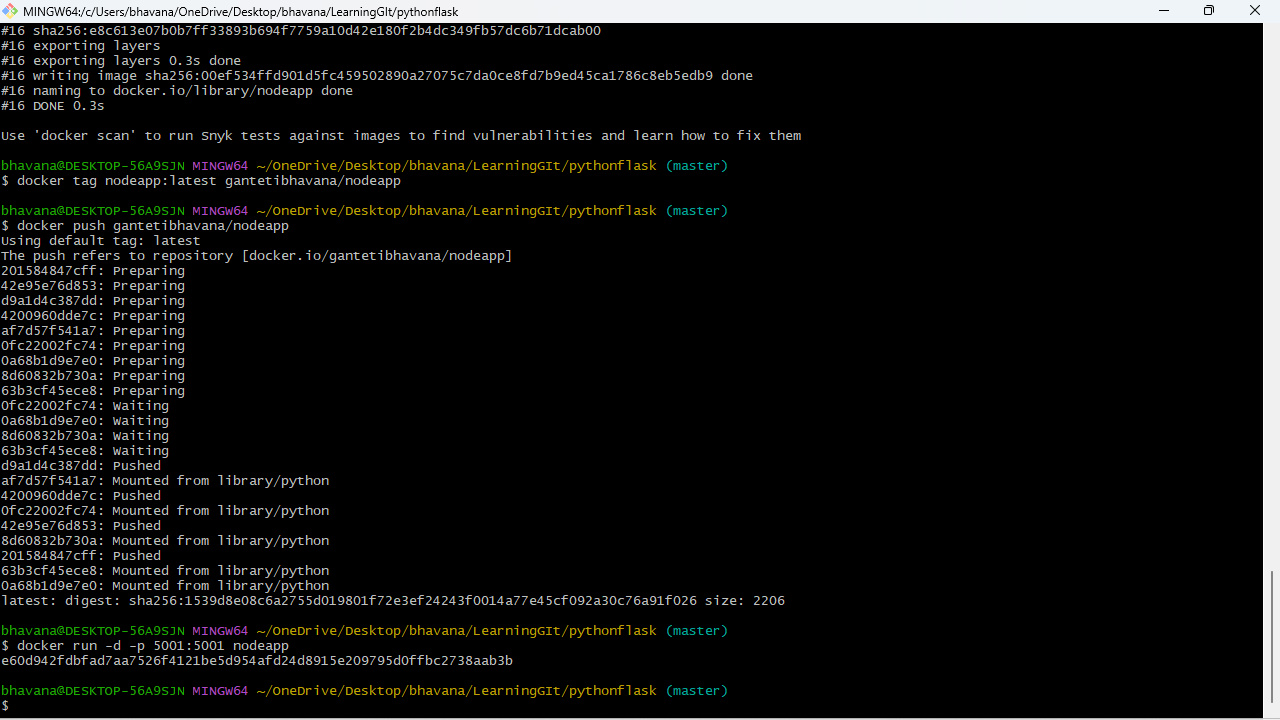 MINGW64:/c/Users/bhavana/OneDrive/Desktop/bhavana/LearningGIt/pythonflask
#16 sha256:e8c613e07b0b7ff33893b694f7759a10d42e180f2b4dc349fb57dc6b71dcab00
#16 exporting layers
#16 exporting layers 0.3s done
#16 writing image sha256:00ef534ffd901d5fc459502890a27075c7da0ce8fd7b9ed45ca1786c8eb5edb9 done
#16 naming to docker.io/library/nodeapp done
#16 DONE 0.3s
Use 'docker scan' to run Snyk tests against images to find vulnerabilities and learn how to fix them
bhavana@DESKTOP-56A9SJN MINGW64 ~/OneDrive/Desktop/bhavana/LearningGIt/pythonflask (master)
$ docker tag nodeapp:latest gantetibhavana/nodeapp
bhavana@DESKTOP-56A9SJN MINGW64 ~/OneDrive/Desktop/bhavana/LearningGIt/pythonflask (master)
$ docker push gantetibhavana/nodeapp
Using default tag: latest
The push refers to repository [docker.io/gantetibhavana/nodeapp]
201584847cff: Preparing
42e95e76d853: Preparing
d9a1d4c387dd: Preparing
4200960dde7c: Preparing
af7d57f541a7: Preparing
0fc22002fc74: Preparing
0a68b1d9e7e0: Preparing
8d60832b730a: Preparing
63b3cf45ece8: Preparing
0fc22002fc74: Waiting
0a68b1d9e7e0: Waiting
8d60832b730a: Waiting
63b3cf45ece8: Waiting
d9a1d4c387dd: Pushed
af7d57f541a7: Mounted from library/python
4200960dde7c: Pushed
0fc22002fc74: Mounted from library/python
42e95e76d853: Pushed
8d60832b730a: Mounted from library/python
201584847cff: Pushed
63b3cf45ece8: Mounted from library/python
0a68b1d9e7e0: Mounted from library/python
latest: digest: sha256:1539d8e08c6a2755d019801f72e3ef24243f0014a77e45cf092a30c76a91f026 size: 2206
bhavana@DESKTOP-56A9SJN MINGW64 ~/OneDrive/Desktop/bhavana/LearningGIt/pythonflask (master)
$ docker run -d -p 5001:5001 nodeapp
e60d942fdbfad7aa7526f4121be5d954afd24d8915e209795d0ffbc2738aab3b
bhavana@DESKTOP-56A9SJN MINGW64 ~/OneDrive/Desktop/bhavana/LearningGIt/pythonflask (master)
$